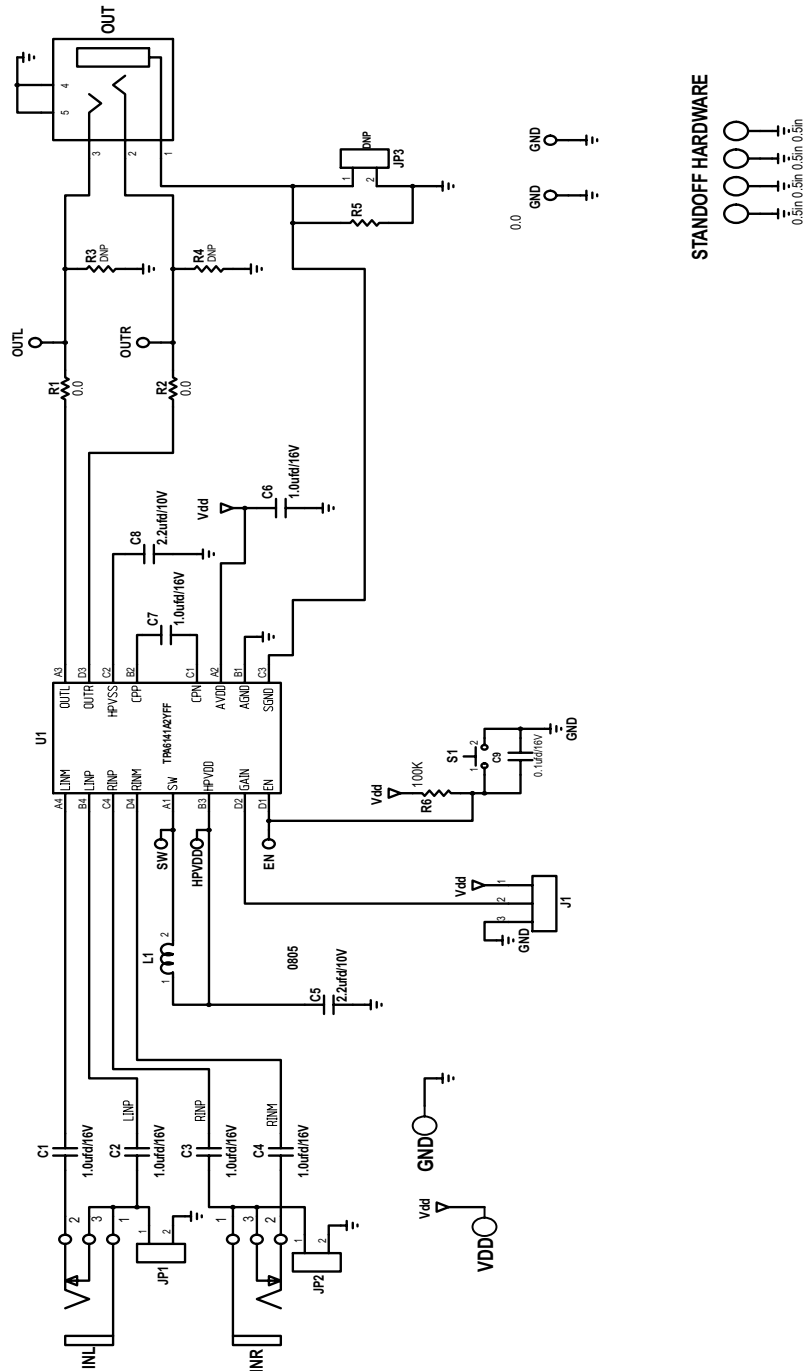 OUT
4
5
3
2
1
STANDOFF HARDWARE
0.5in 0.5in 0.5in 0.5in
GND
GND
0.0
DNP
JP3
1
2
R5
R3
DNP
R4
DNP
OUTL
OUTR
R1
0.0
R2
0.0
Vdd
C6
1.0ufd/16V
C8
2.2ufd/10V
C7
1.0ufd/16V
A3
D3
C2
B2
C1
A2
B1
C3
OUTL
OUTR
HPVSS
CPP
CPN
AVDD
AGND
SGND
U1
TPA6141A2YFF
LINM
LINP
RINP
RINM
SW
HPVDD
GAIN
EN
A4
B4
C4
D4
A1
B3
D2
D1
SW
HPVDD
EN
Vdd
R6
100K
S1
1
2
C9
0.1ufd/16V
GND
Vdd
1
2
3
GND
J1
L1
1
2
0805
C5
2.2ufd/10V
LINP
RINP
RINM
C1
1.0ufd/16V
C2
1.0ufd/16V
C3
1.0ufd/16V
C4
1.0ufd/16V
2
3
1
1
2
JP1
1
3
2
1
2
JP2
INL
INR
GND
Vdd
VDD